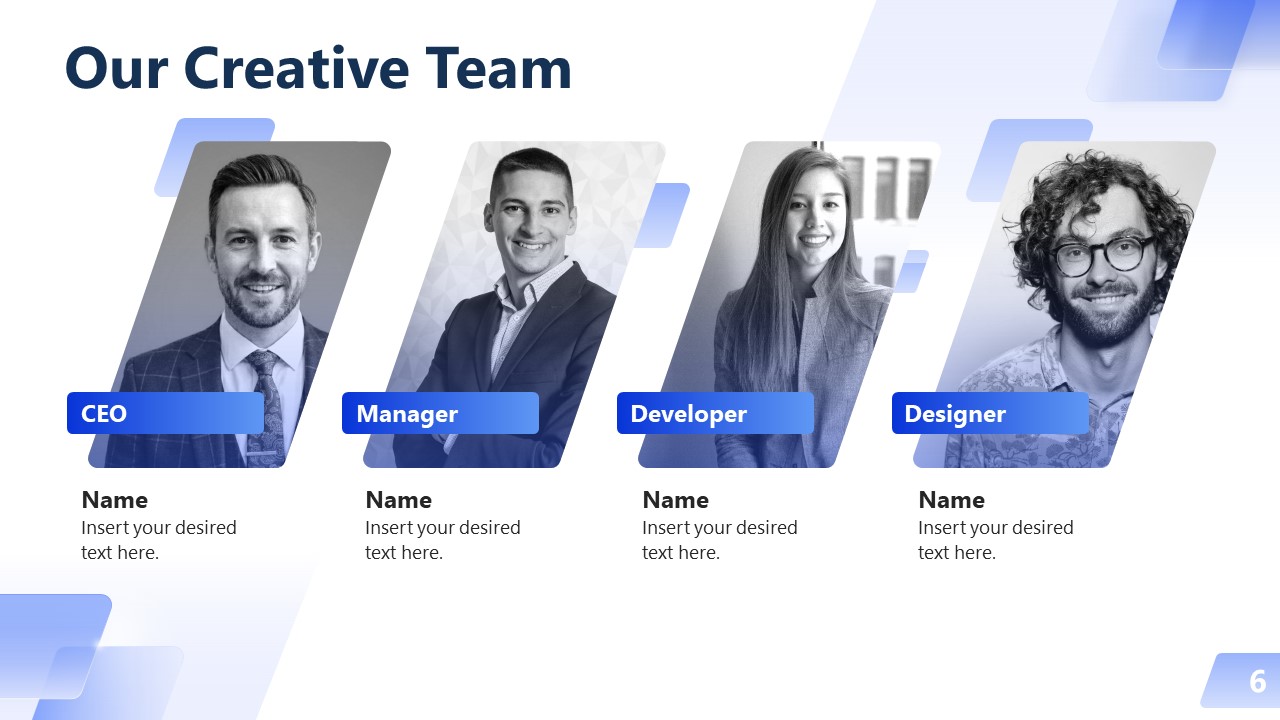 Our Creative Team
CEO
Manager
Developer
Designer
Name
Insert your desired
text here.
Name
Insert your desired
text here.
Name
Insert your desired
text here.
Name
Insert your desired
text here.
6